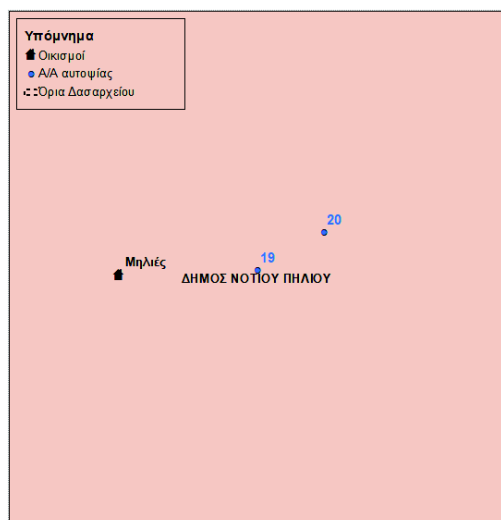 Υπόμνημα
Οικισμοί
Α/Α αυτοψίας
Όρια Δασαρχείου
20
19
Μηλιές
ΔΗΜΟΣ ΝΟΤΙΟΥ ΠΗΛΙΟΥ